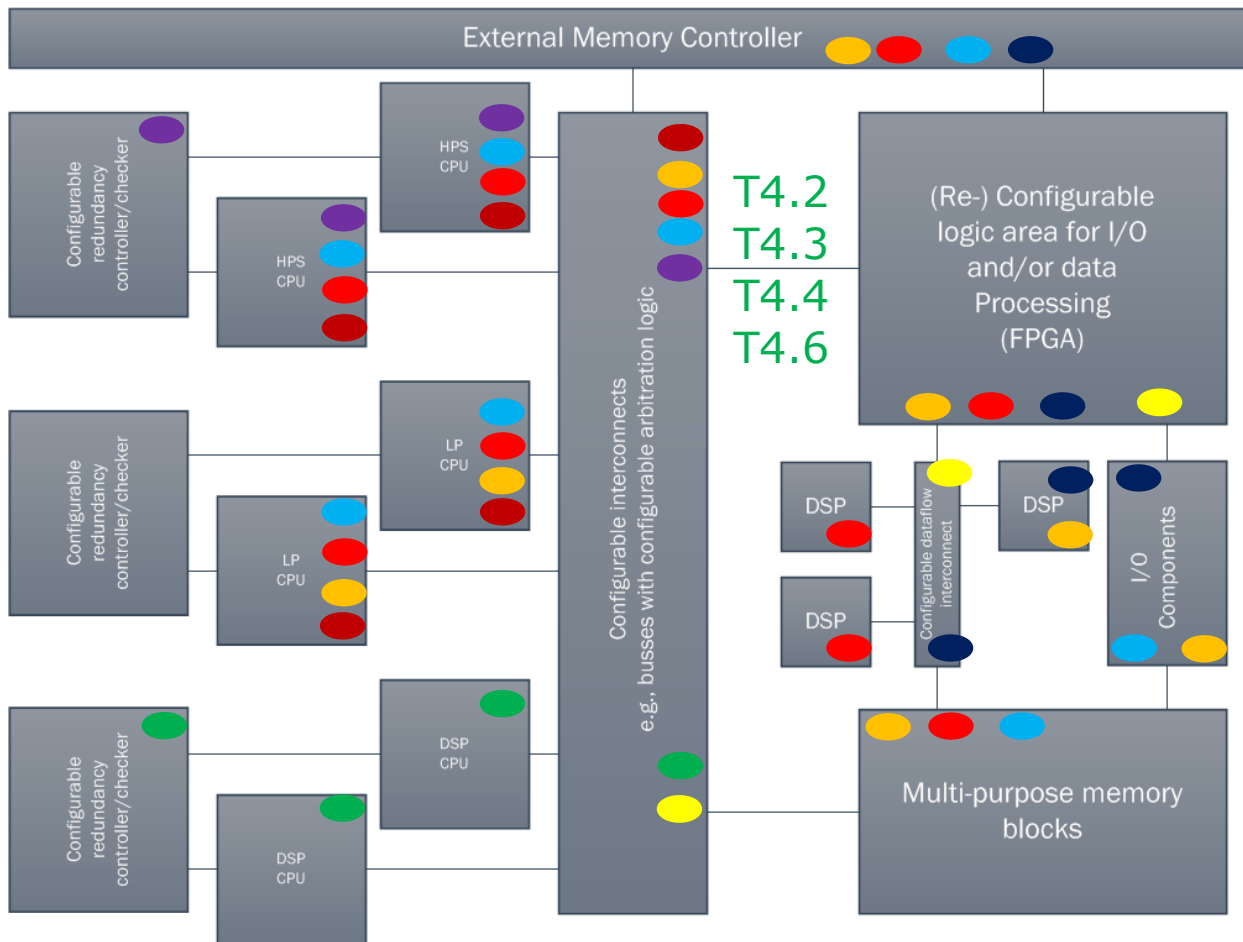 External Memory Controller
Configurable
redundancy
controller/checker
HPS
CPU
HPS
CPU
Configurable
redundancy
controller/checker
LP
CPU
LP
CPU
Configurable
redundancy
controller/checker
DSP
CPU
DSP
CPU
Configurable interconnects
e.g., busses with configurable arbitration logic
T4.2
T4.3
T4.4
T4.6
(Re-) Configurable
logic area for I/O
and/or data
Processing
(FPGA)
DSP
DSP
Configurable dataflow
interconnect
DSP
I/O
Components
Multi-purpose memory
blocks